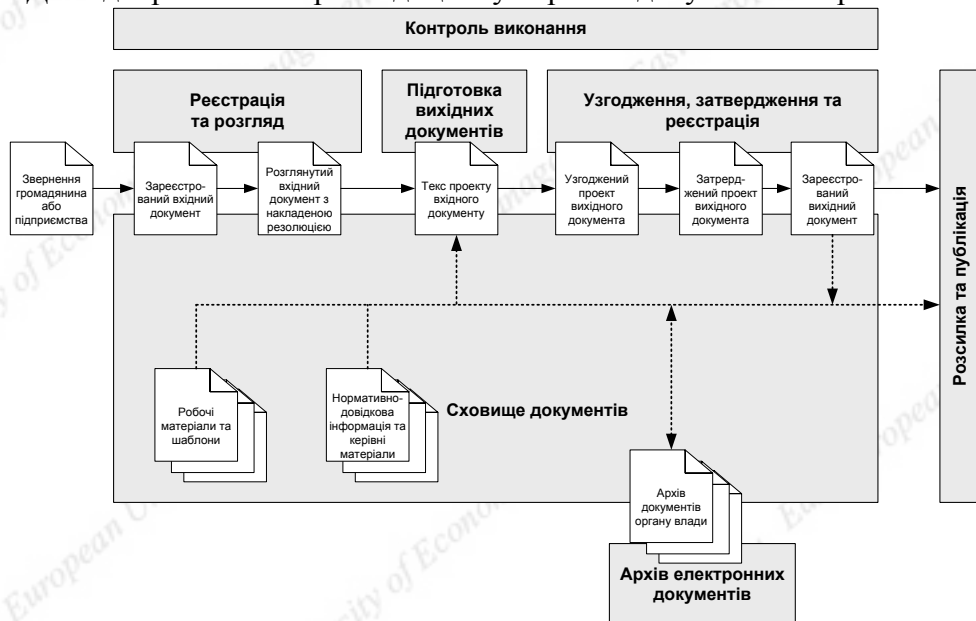 Контроль виконання
Реєстрація
та розгляд
Підготовка
вихідних
документів
Узгодження, затвердження та
реєстрація
Звернення
громадянина
або
підприємства
Зареєстро-
ваний вхідний
документ
Розглянутий
вхідний
документ з
накладеною
резолюцією
Текс проекту
вхідного
документу
Узгоджений
проект
вихідного
документа
Затрерд-
жений проект
вихідного
документа
Зареєстро-
ований
вихідний
документ
Розсилка та публікація
Робочі
матеріали та
шаблони
Нормативно-
довідкова
інформація та
керівні
матеріали
Сховище документів
Архів
документів
органу влади
Архів електронних
документів